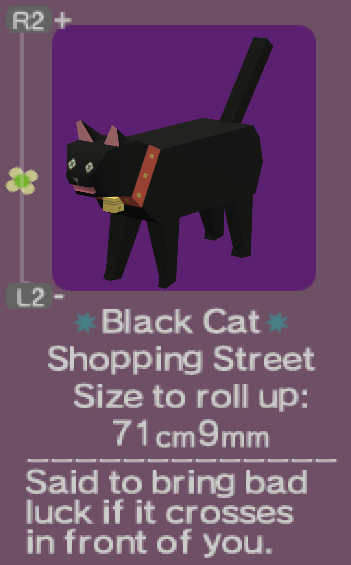 R2 +
L2 -
Black Cat
Shopping Street
Size to roll up:
71cm9mm
Said to bring bad
luck if it crosses
in front of you.